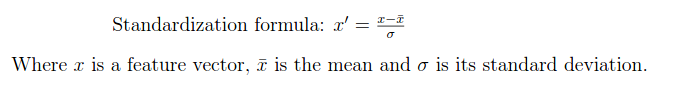 Standardization formula: x′ = (x−x̄)/σ
Where x is a feature vector, x̄ is the mean and σ is its standard deviation.